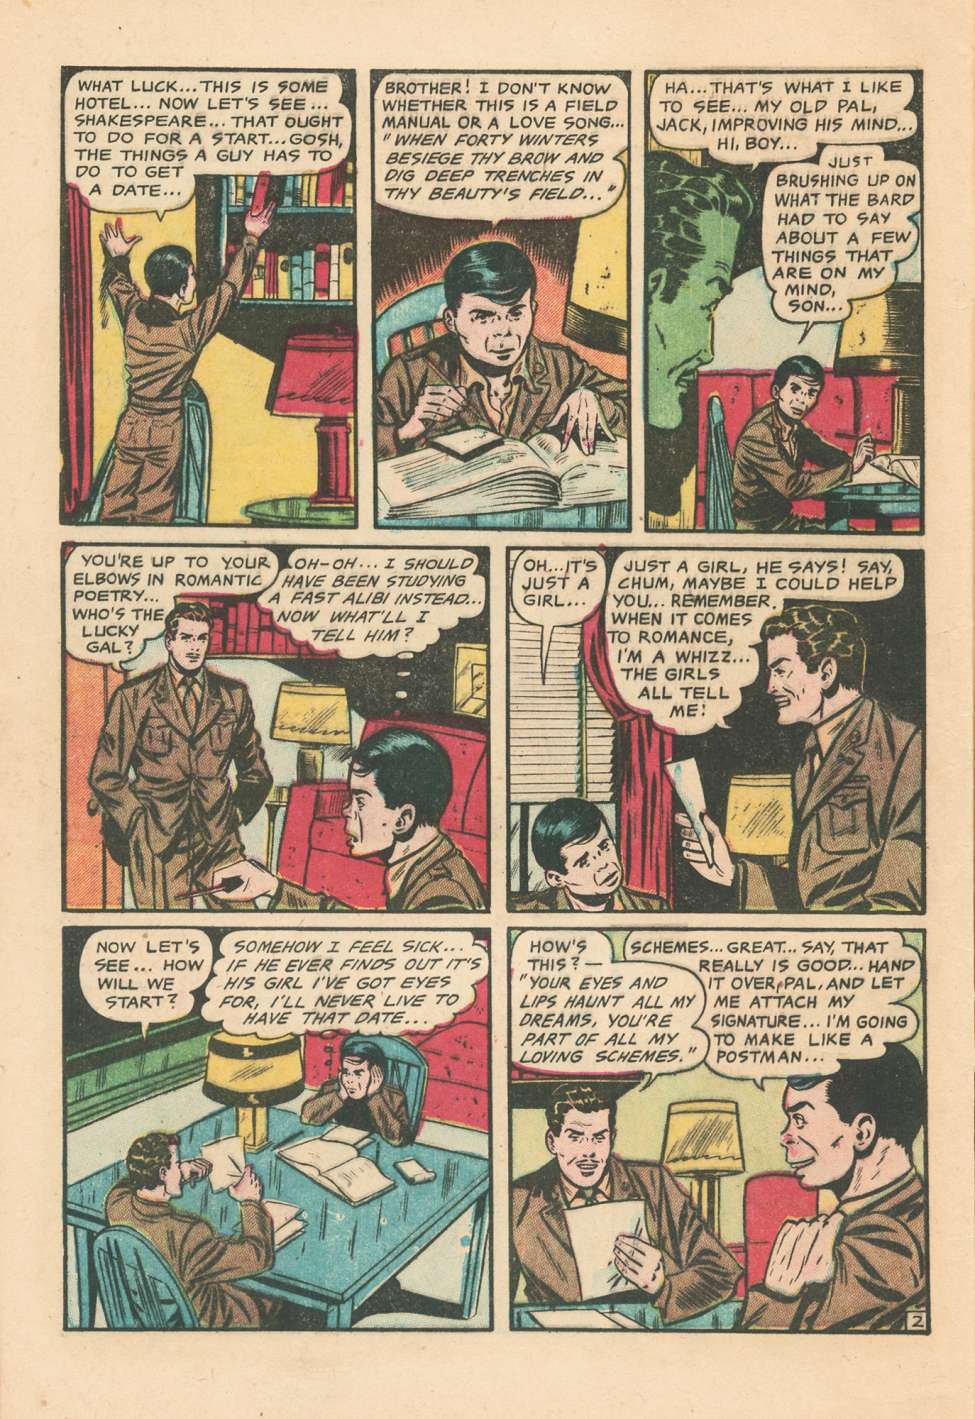 WHAT LUCK...THIS IS SOME
HOTEL... NOW LET'S SEE...
SHAKESPEARE... THAT OUGHT
TO DO FOR A START...GOSH,
THE THINGS A GUY HAS TO
DO TO GET
A DATE...
BROTHER! I DON'T KNOW
WHETHER THIS IS A FIELD
MANUAL OR A LOVE SONG...
"WHEN FORTY WINTERS
BESIEGE THY BROW AND
DIG DEEP TRENCHES IN
THY BEAUTY'S FIELD..."
HA...THAT'S WHAT I LIKE
TO SEE... MY OLD PAL,
JACK, IMPROVING HIS MIND...
HI, BOY...
JUST
BRUSHING UP ON
WHAT THE BARD
HAD TO SAY
ABOUT A FEW
THINGS THAT
ARE ON MY
MIND,
SON...
YOU'RE UP TO YOUR
ELBOWS IN ROMANTIC
POETRY...
WHO'S THE
LUCKY
GAL?
OH-OH... I SHOULD
HAVE BEEN STUDYING
A FAST ALIBI INSTEAD...
NOW WHAT'LL I
TELL HIM?
OH...IT'S
JUST A
GIRL...
JUST A GIRL, HE SAYS! SAY,
CHUM, MAYBE I COULD HELP
YOU... REMEMBER.
WHEN IT COMES
TO ROMANCE,
I'M A WHIZZ...
THE GIRLS
ALL TELL
ME!
NOW LET'S
SEE... HOW
WILL WE
START?
SOMEHOW I FEEL SICK...
IF HE EVER FINDS OUT IT'S
HIS GIRL I'VE GOT EYES
FOR, I'LL NEVER LIVE TO
HAVE THAT DATE...
HOW'S
THIS?—
"YOUR EYES AND
LIPS HAUNT ALL MY
DREAMS, YOU'RE
PART OF ALL MY
LOVING SCHEMES."
SCHEMES...GREAT... SAY, THAT
REALLY IS GOOD... HAND
IT OVER, PAL, AND LET
ME ATTACH MY
SIGNATURE... I'M GOING
TO MAKE LIKE A
POSTMAN...
2